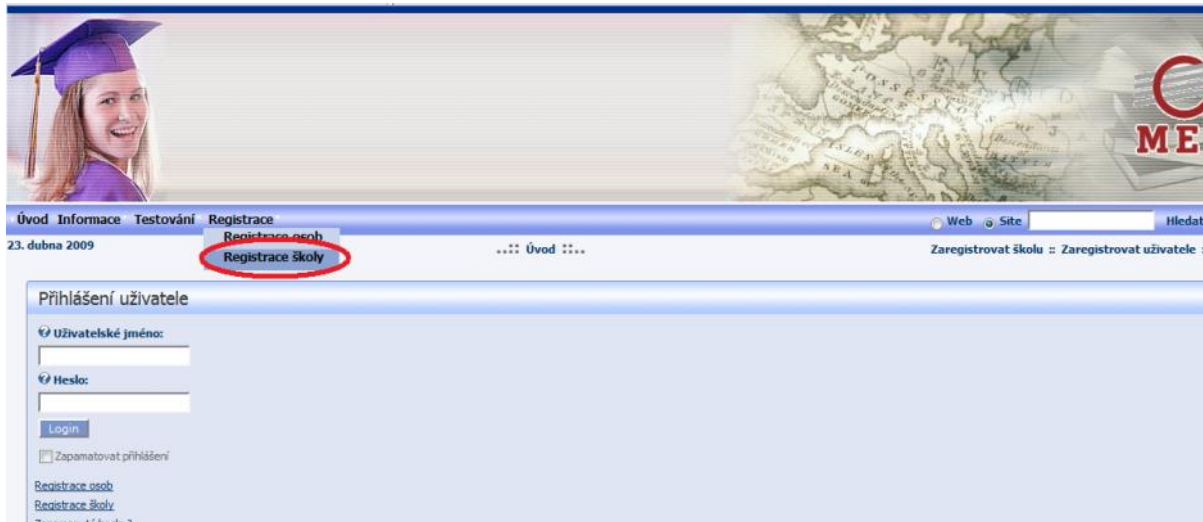 ME
Úvod Informace Testování Registrace
Web Site Hledat
23. dubna 2009
Registrace osob
Registrace školy
..:: Úvod ::..
Zaregistrovat školu :: Zaregistrovat uživatele :
Přihlášení uživatele
Uživatelské jméno:
Heslo:
Login
Zapamatovat přihlášení
Registrace osob
Registrace školy